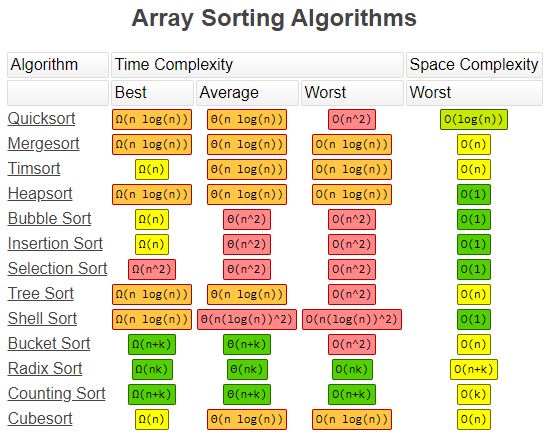 Array Sorting Algorithms
Algorithm Time Complexity Space Complexity
Best Average Worst Worst
Quicksort Ω(n log(n)) Θ(n log(n)) O(n^2) O(log(n))
Mergesort Ω(n log(n)) Θ(n log(n)) O(n log(n)) O(n)
Timsort Ω(n) Θ(n log(n)) O(n log(n)) O(n)
Heapsort Ω(n log(n)) Θ(n log(n)) O(n log(n)) O(1)
Bubble Sort Ω(n) Θ(n^2) O(n^2) O(1)
Insertion Sort Ω(n) Θ(n^2) O(n^2) O(1)
Selection Sort Ω(n^2) Θ(n^2) O(n^2) O(1)
Tree Sort Ω(n log(n)) Θ(n log(n)) O(n^2) O(n)
Shell Sort Ω(n log(n)) Θ(n(log(n))^2) O(n(log(n))^2) O(1)
Bucket Sort Ω(n+k) Θ(n+k) O(n^2) O(n)
Radix Sort Ω(nk) Θ(nk) O(nk) O(n+k)
Counting Sort Ω(n+k) Θ(n+k) O(n+k) O(k)
Cubesort Ω(n) Θ(n log(n)) O(n log(n)) O(n)